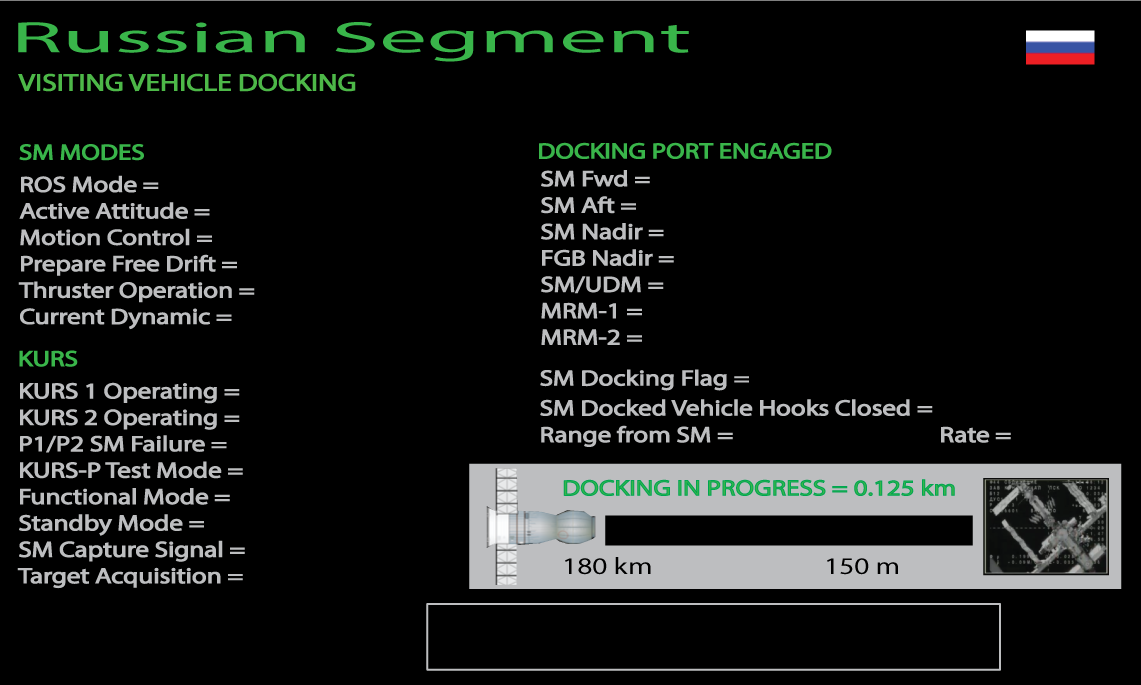 Russian Segment
VISITING VEHICLE DOCKING
SM MODES
ROS Mode =
Active Attitude =
Motion Control =
Prepare Free Drift =
Thruster Operation =
Current Dynamic =
KURS
KURS 1 Operating =
KURS 2 Operating =
P1/P2 SM Failure =
KURS-P Test Mode =
Functional Mode =
Standby Mode =
SM Capture Signal =
Target Acquisition =
DOCKING PORT ENGAGED
SM Fwd =
SM Aft =
SM Nadir =
FGB Nadir =
SM/UDM =
MRM-1 =
MRM-2 =
SM Docking Flag =
SM Docked Vehicle Hooks Closed =
Range from SM = Rate =
DOCKING IN PROGRESS = 0.125 km
180 km 150 m